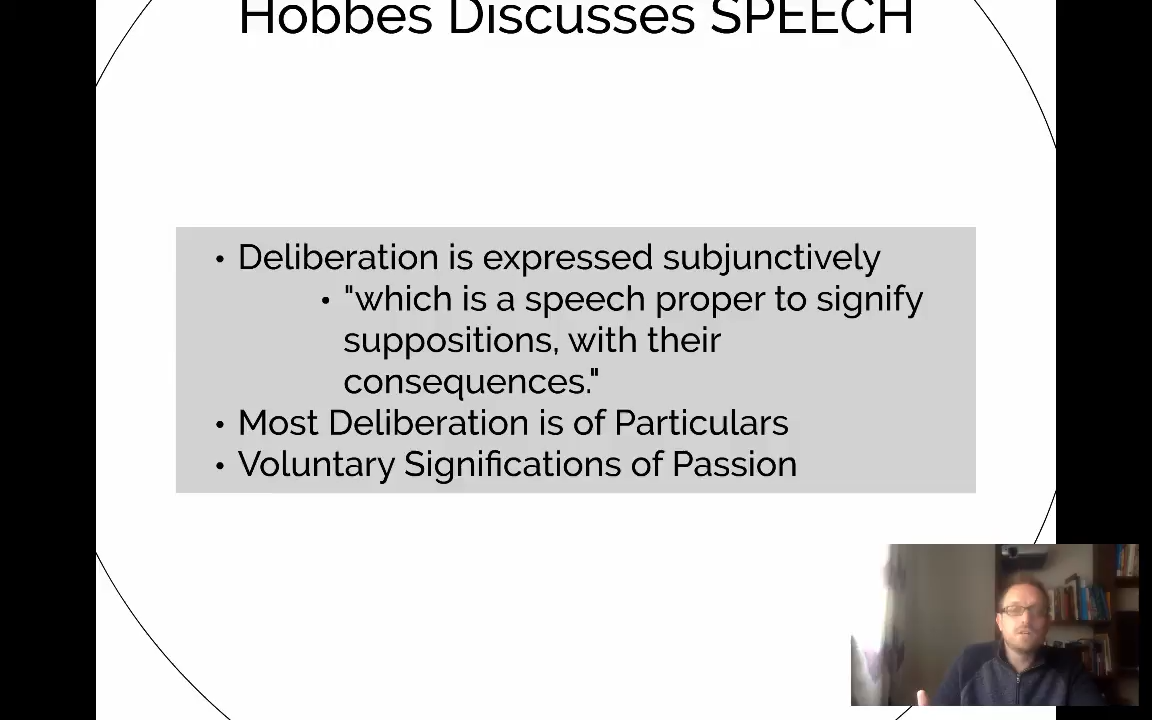 Hobbes Discusses SPEECH
• Deliberation is expressed subjunctively
• "which is a speech proper to signify
suppositions, with their
consequences."
• Most Deliberation is of Particulars
• Voluntary Significations of Passion